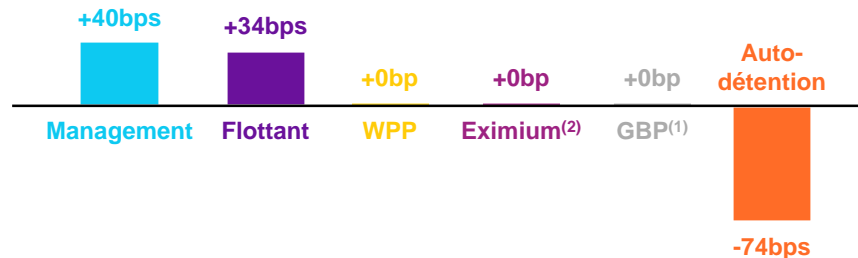 +40bps
+34bps
+0bp
+0bp
+0bp
Auto-
détention
Management
Flottant
WPP
Eximium(2)
GBP(1)
-74bps